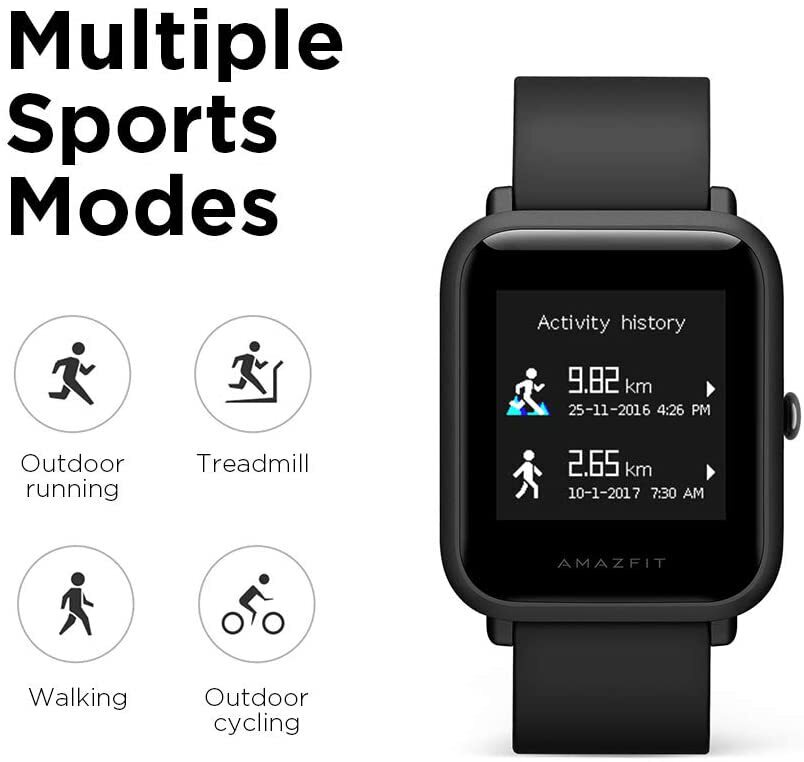 Multiple
Sports
Modes
Outdoor
running
Treadmill
Walking
Outdoor
cycling
Activity history
9.82 km
25-11-2016 4:26 PM
2.65 km
10-1-2017 7:30 AM
AMAZFIT